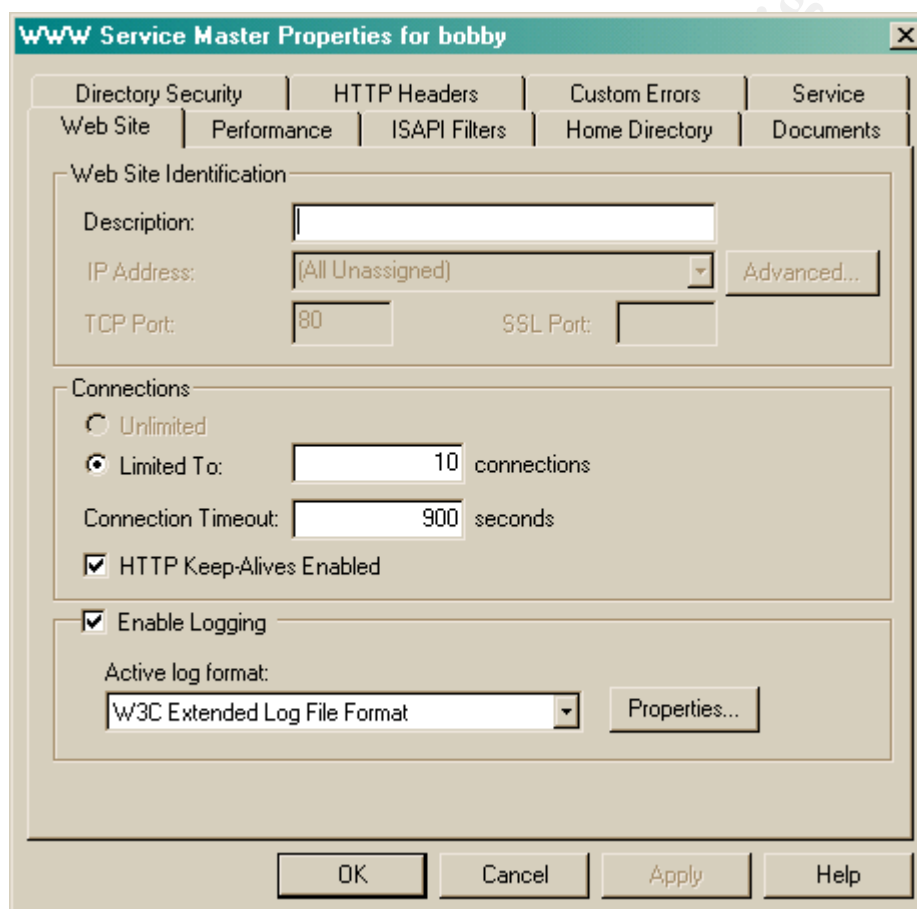 WWW Service Master Properties for bobby
Directory Security HTTP Headers Custom Errors Service
Web Site Performance ISAPI Filters Home Directory Documents
Web Site Identification
Description:
IP Address: (All Unassigned) Advanced...
TCP Port: 80 SSL Port:
Connections
Unlimited
Limited To: 10 connections
Connection Timeout: 900 seconds
HTTP Keep-Alives Enabled
Enable Logging
Active log format:
W3C Extended Log File Format Properties...
OK Cancel Apply Help